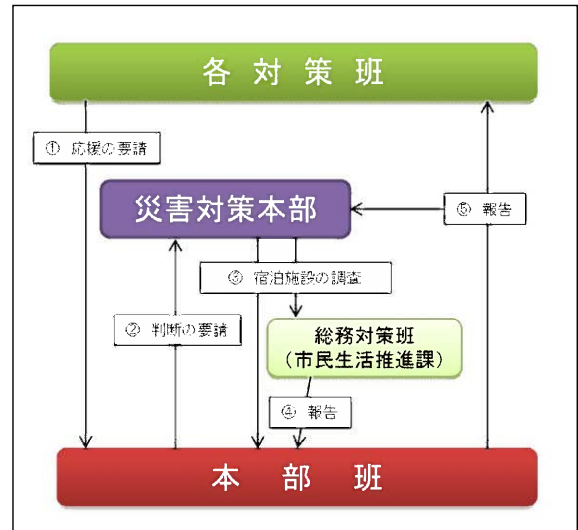 各対策班
① 応援の要請
災害対策本部
⑤ 報告
③ 宿泊施設の調査
② 判断の要請
総務対策班
（市民生活推進課）
④ 報告
本部班